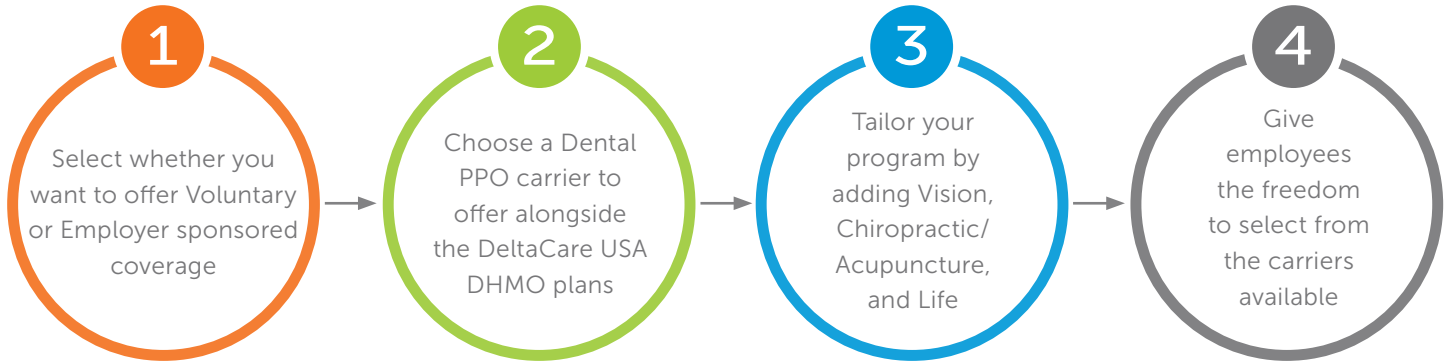 1
Select whether you
want to offer Voluntary
or Employer sponsored
coverage
2
Choose a Dental
PPO carrier to
offer alongside
the DeltaCare USA
DHMO plans
3
Tailor your
program by
adding Vision,
Chiropractic/
Acupuncture,
and Life
4
Give
employees
the freedom
to select from
the carriers
available